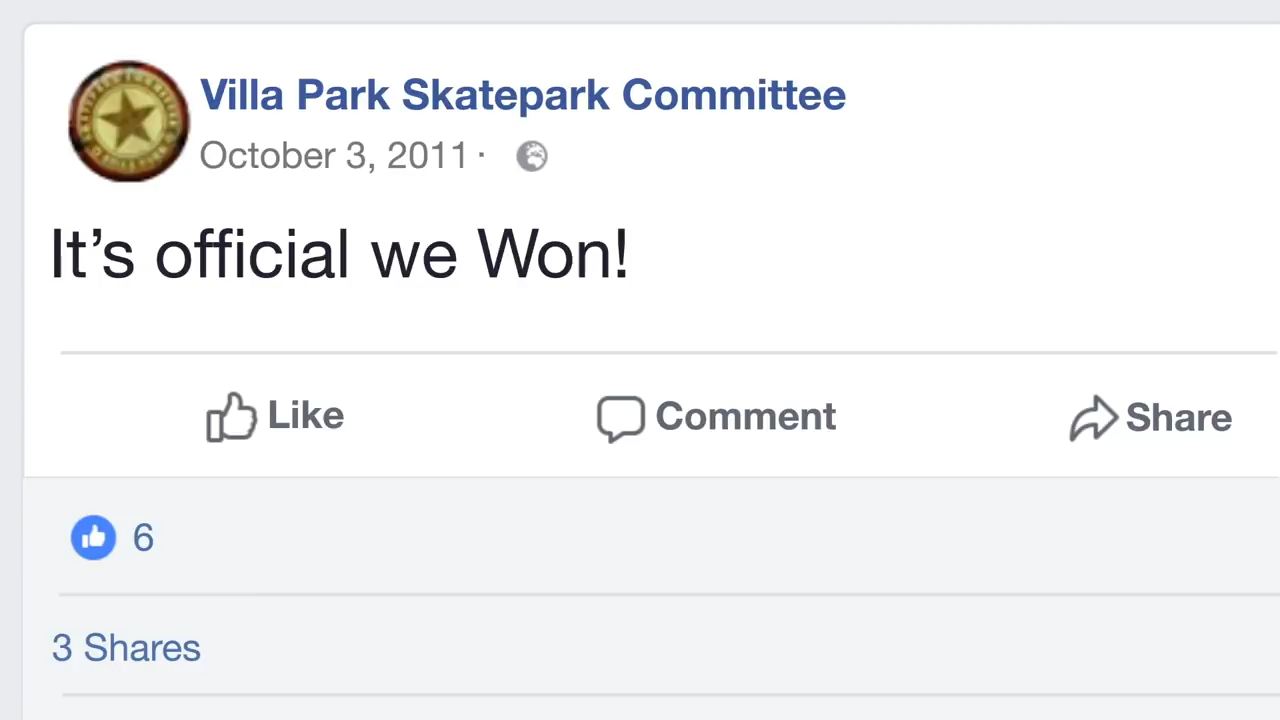 Villa Park Skatepark Committee
October 3, 2011 ·
It’s official we Won!
Like Comment Share
6
3 Shares